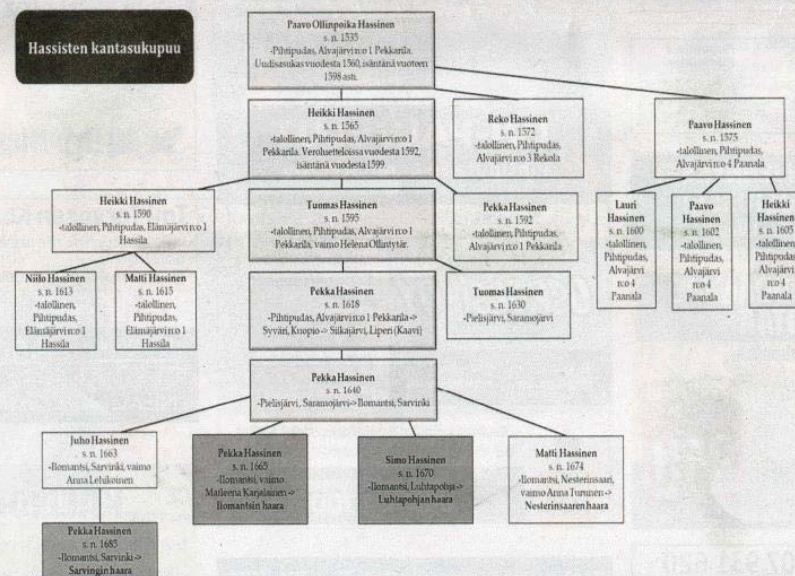 Hassisten kantasukupuu
Paavo Ollinpoika Hassinen
s. n. 1535
-Pihtipudas, Alvajärvi n:o 1 Pekkarila.
Uudisasukas vuodesta 1560, isäntänä vuoteen
1598 asti.
Heikki Hassinen
s. n. 1565
-talollinen, Pihtipudas, Alvajärvi n:o 1
Pekkarila. Veroluetteloissa vuodesta 1592,
isäntänä vuodesta 1599.
Reko Hassinen
s. n. 1572
-talollinen, Pihtipudas,
Alvajärvi n:o 3 Rekola
Paavo Hassinen
s. n. 1575
-talollinen, Pihtipudas,
Alvajärvi n:o 4 Paanala
Heikki Hassinen
s. n. 1590
-talollinen, Pihtipudas, Elämäjärvi n:o 1
Hassila
Tuomas Hassinen
s. n. 1595
-talollinen, Pihtipudas, Alvajärvi n:o 1
Pekkarila, vaimo Helena Ollintytär.
Pekka Hassinen
s. n. 1592
-talollinen, Pihtipudas,
Alvajärvi n:o 1 Pekkarila
Lauri
Hassinen
s. n. 1600
-talollinen,
Pihtipudas,
Alvajärvi
n:o 4
Paanala
Paavo
Hassinen
s. n. 1602
-talollinen,
Pihtipudas,
Alvajärvi
n:o 4
Paanala
Heikki
Hassinen
s. n. 1605
-talollinen,
Pihtipudas,
Alvajärvi
n:o 4
Paanala
Niilo Hassinen
s. n. 1613
-talollinen,
Pihtipudas,
Elämäjärvi n:o 1
Hassila
Matti Hassinen
s. n. 1615
-talollinen,
Pihtipudas,
Elämäjärvi n:o 1
Hassila
Pekka Hassinen
s. n. 1618
-Pihtipudas, Alvajärvi n:o 1 Pekkarila ->
Syväri, Kuopio -> Siikajärvi, Liperi (Kaavi)
Tuomas Hassinen
s. n. 1630
-Pielisjärvi, Saramojärvi
Pekka Hassinen
s. n. 1640
-Pielisjärvi, Saramojärvi-> Ilomantsi, Sarvinki
Juho Hassinen
s. n. 1663
-Ilomantsi, Sarvinki, vaimo
Anna Lehikoinen
Pekka Hassinen
s. n. 1665
-Ilomantsi, vaimo
Marleena Karjalainen ->
Ilomantsin haara
Simo Hassinen
s. n. 1670
-Ilomantsi, Luhtapohja ->
Luhtapohjan haara
Matti Hassinen
s. n. 1674
-Ilomantsi, Nesterinsaari,
vaimo Anna Turunen ->
Nesterinsaaren haara
Pekka Hassinen
s. n. 1685
-Ilomantsi, Sarvinki ->
Sarvingin haara